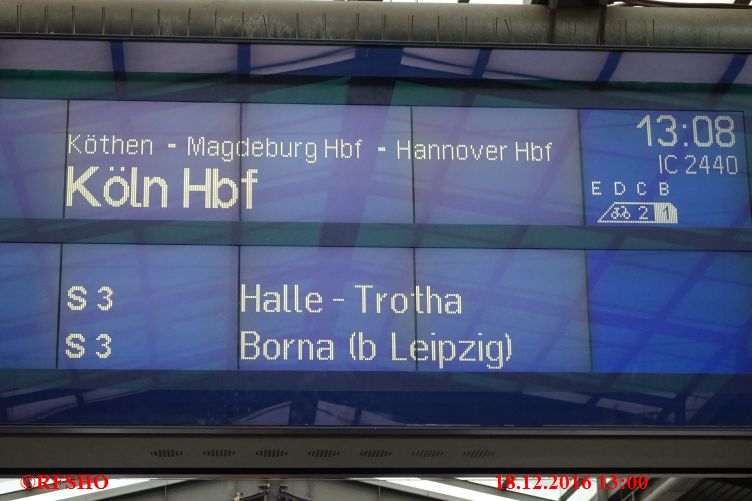 Köthen - Magdeburg Hbf - Hannover Hbf
Köln Hbf
13:08
IC 2440
E D C B
2 1
S 3 Halle - Trotha
S 3 Borna (b Leipzig)
©RFSHO
18.12.2016 13:00